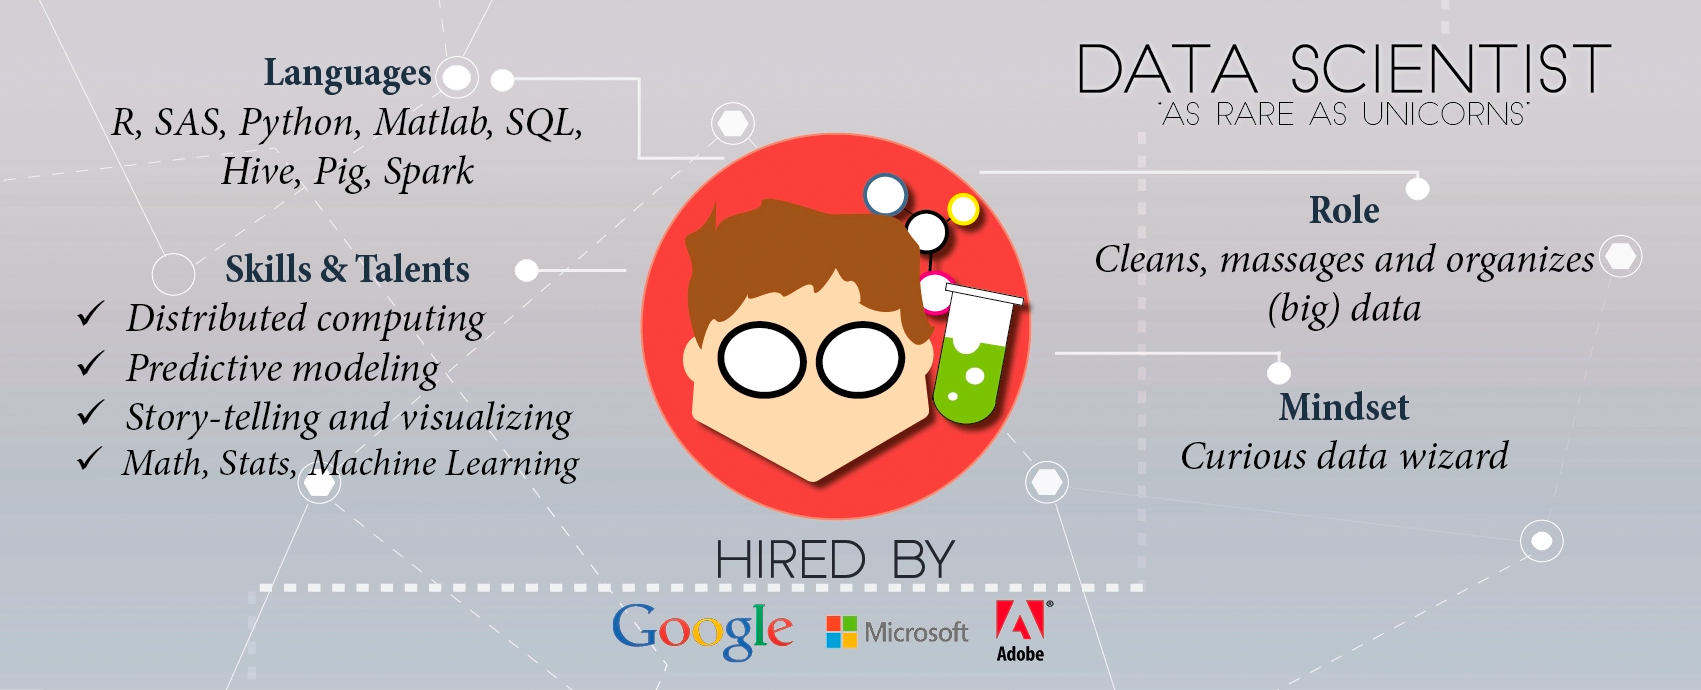 DATA SCIENTIST
"AS RARE AS UNICORNS"
Languages
R, SAS, Python, Matlab, SQL,
Hive, Pig, Spark
Skills & Talents
✓ Distributed computing
✓ Predictive modeling
✓ Story-telling and visualizing
✓ Math, Stats, Machine Learning
Role
Cleans, massages and organizes
(big) data
Mindset
Curious data wizard
HIRED BY
Google
Microsoft
Adobe®